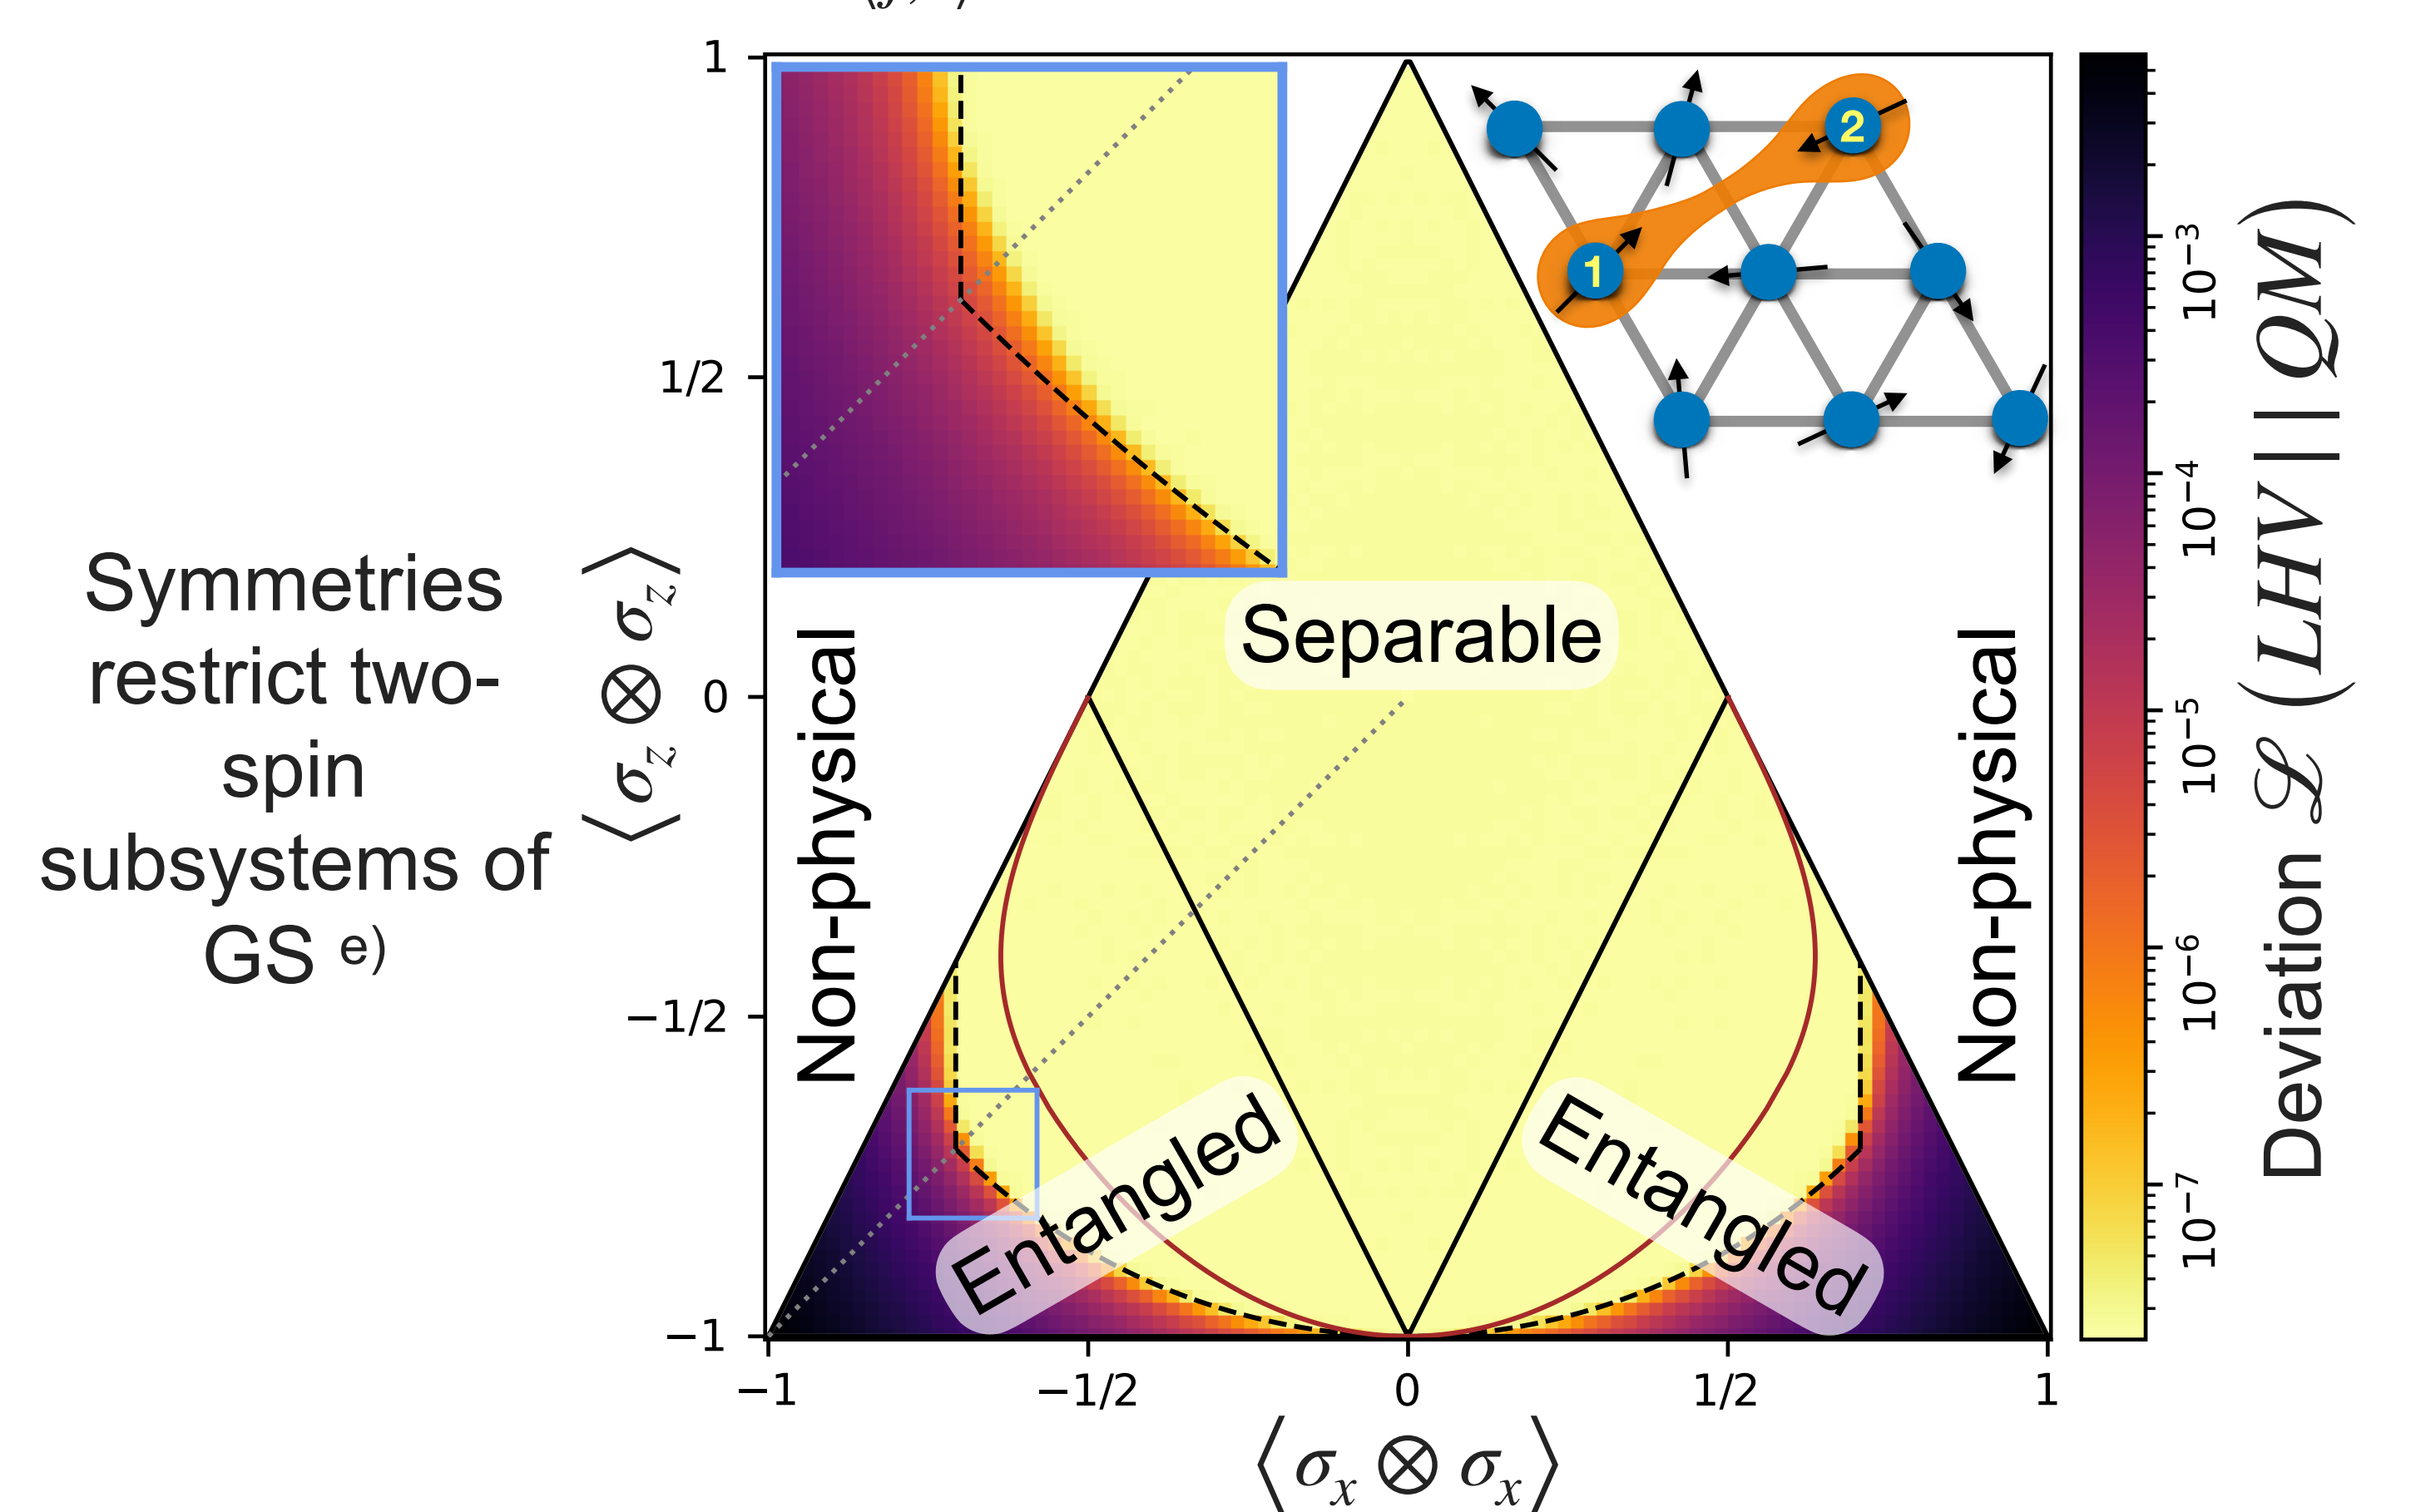 1
1/2
0
−1/2
−1
⟨σz ⊗ σz⟩
Symmetries
restrict two-
spin
subsystems of
GS e)
2
1
Separable
Non-physical
Non-physical
Entangled
Entangled
−1
−1/2
0
1/2
1
⟨σx ⊗ σx⟩
10−3
10−4
10−5
10−6
10−7
Deviation ℒ (LHV || QM)